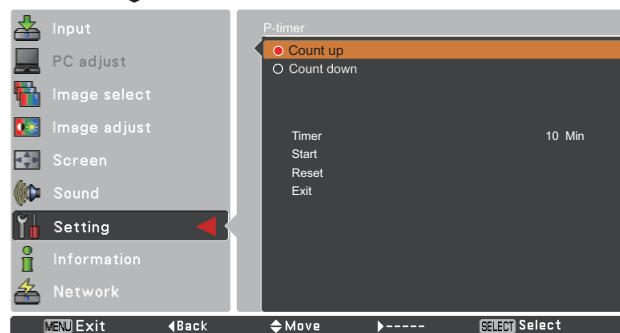 Input
PC adjust
Image select
Image adjust
Screen
Sound
Setting
Information
Network
P-timer
Count up
Count down
Timer 10 Min
Start
Reset
Exit
MENU Exit ◀Back Move ▶----- SELECT Select